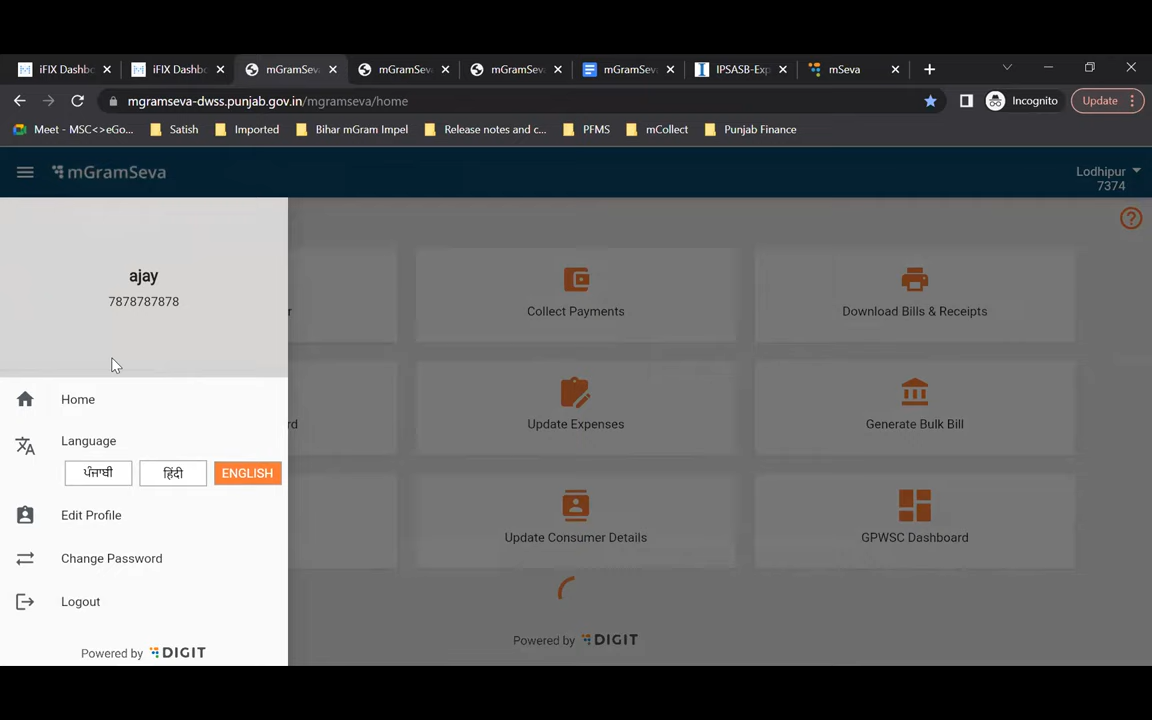 iFIX Dashbo
iFIX Dashb
mGramSeva
mGramSev
mGramSev
mGramSev
IPSASB-Exp
mSeva
mgramseva-dwss.punjab.gov.in/mgramseva/home
Incognito
Update
Meet - MSC<>eGo...
Satish
Imported
Bihar mGram Impel
Release notes and c...
PFMS
mCollect
Punjab Finance
mGramSeva
Lodhipur
7374
ajay
7878787878
r
Collect Payments
Download Bills & Receipts
Home
rd
Update Expenses
Generate Bulk Bill
Language
ਪੰਜਾਬੀ
हिंदी
ENGLISH
Edit Profile
Update Consumer Details
GPWSC Dashboard
Change Password
Logout
Powered by DIGIT
Powered by DIGIT